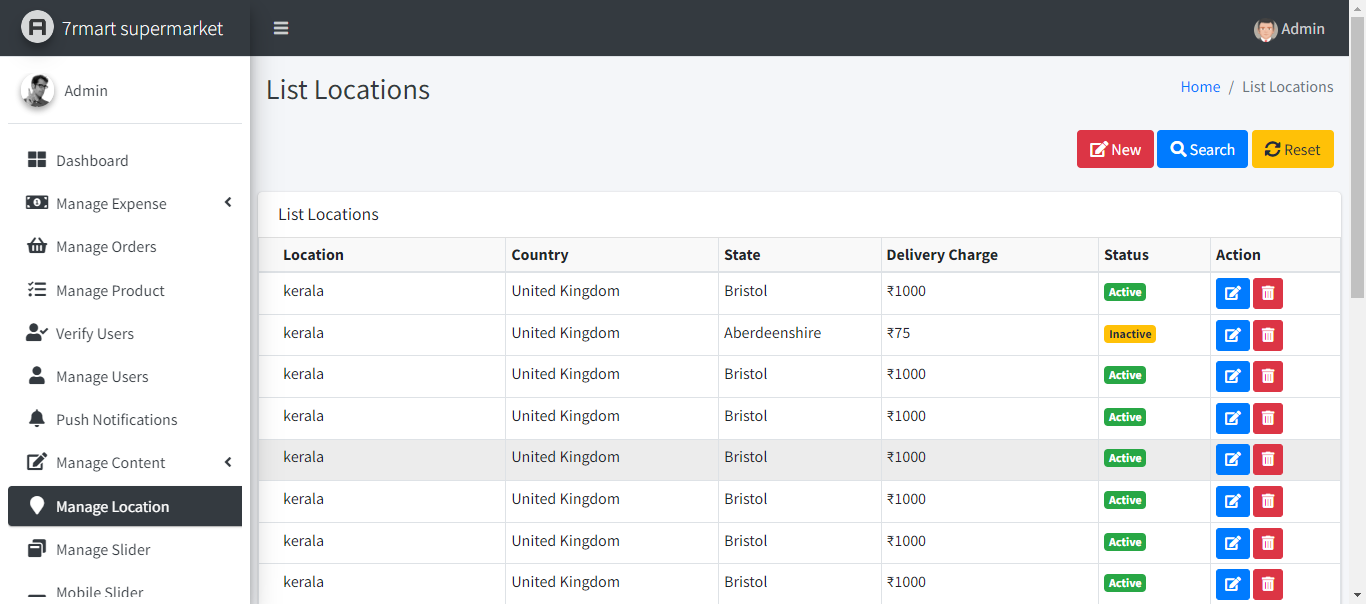 7rmart supermarket
Admin
Admin
List Locations
Home / List Locations
Dashboard
Manage Expense
Manage Orders
Manage Product
Verify Users
Manage Users
Push Notifications
Manage Content
Manage Location
Manage Slider
Mobile Slider
New Search Reset
List Locations
Location Country State Delivery Charge Status Action
kerala United Kingdom Bristol ₹1000 Active
kerala United Kingdom Aberdeenshire ₹75 Inactive
kerala United Kingdom Bristol ₹1000 Active
kerala United Kingdom Bristol ₹1000 Active
kerala United Kingdom Bristol ₹1000 Active
kerala United Kingdom Bristol ₹1000 Active
kerala United Kingdom Bristol ₹1000 Active
kerala United Kingdom Bristol ₹1000 Active